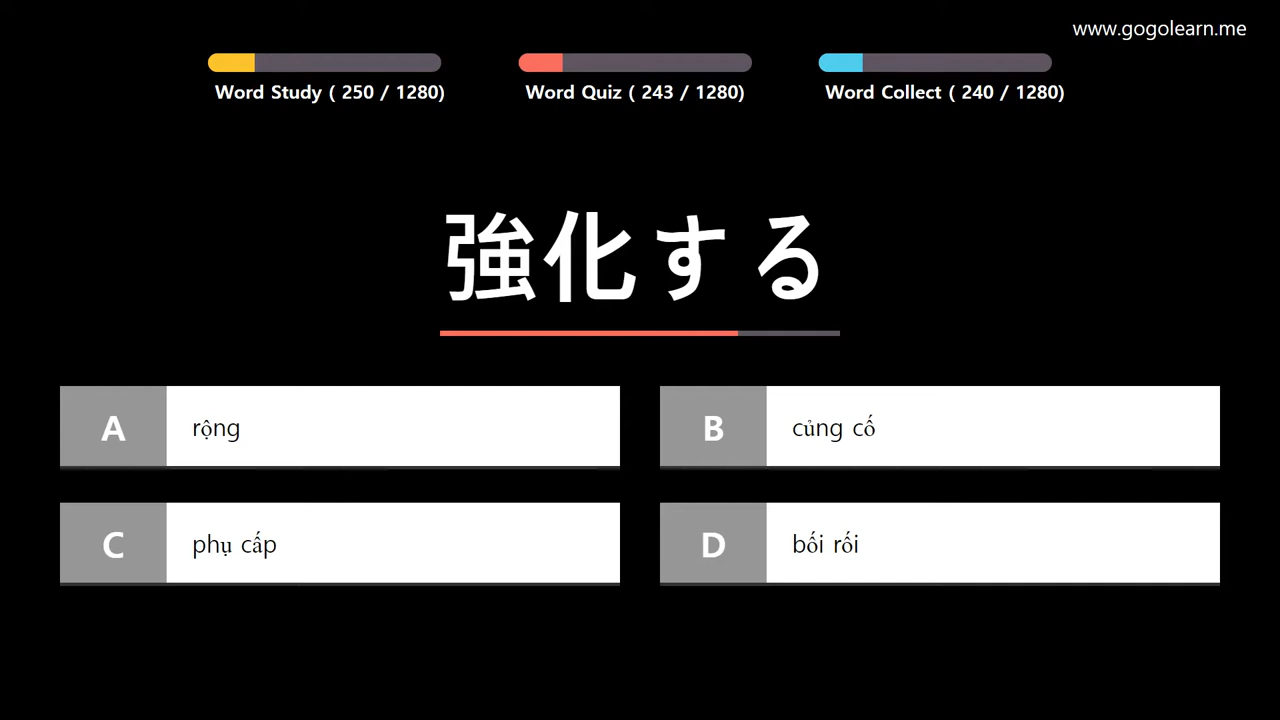 www.gogolearn.me
Word Study ( 250 / 1280)
Word Quiz ( 243 / 1280)
Word Collect ( 240 / 1280)
強化する
A rộng
B củng cố
C phụ cấp
D bối rối